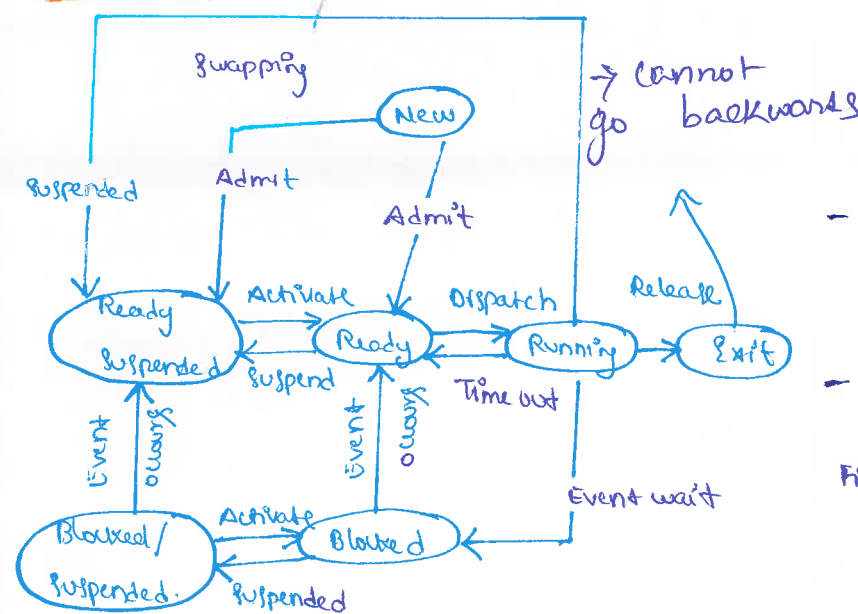 Swapping
→ cannot
go backwards
New
Suspended
Admit
Admit
Release
Activate
Dispatch
Ready
Suspended
Ready
Running
Exit
Suspend
Time out
Event
Occurs
Event
Occurs
Event wait
Activate
Blocked/
Suspended.
Blocked
Suspended